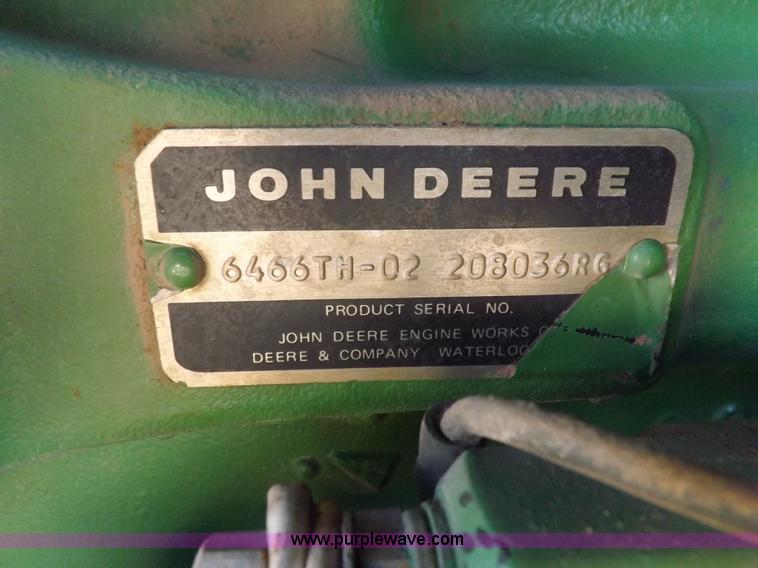 JOHN DEERE
6466TH-02 208036RG
PRODUCT SERIAL NO.
JOHN DEERE ENGINE WORKS
DEERE & COMPANY WATERLOO
www.purplewave.com